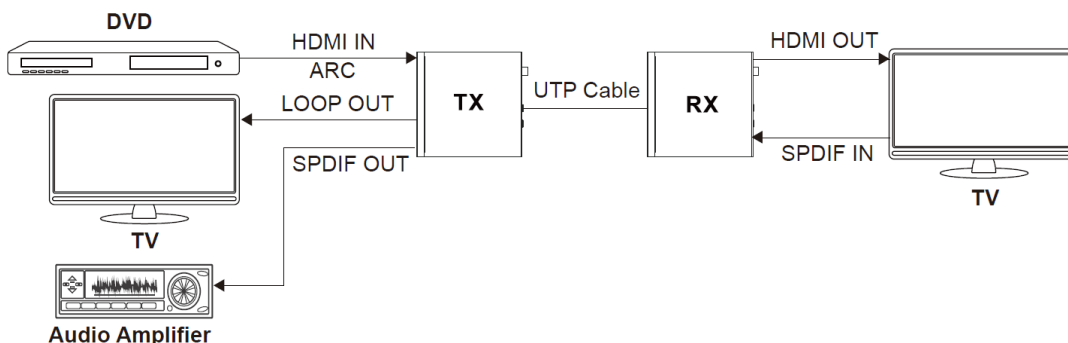 DVD
HDMI IN
ARC
LOOP OUT
SPDIF OUT
TV
Audio Amplifier
TX
UTP Cable
RX
HDMI OUT
SPDIF IN
TV